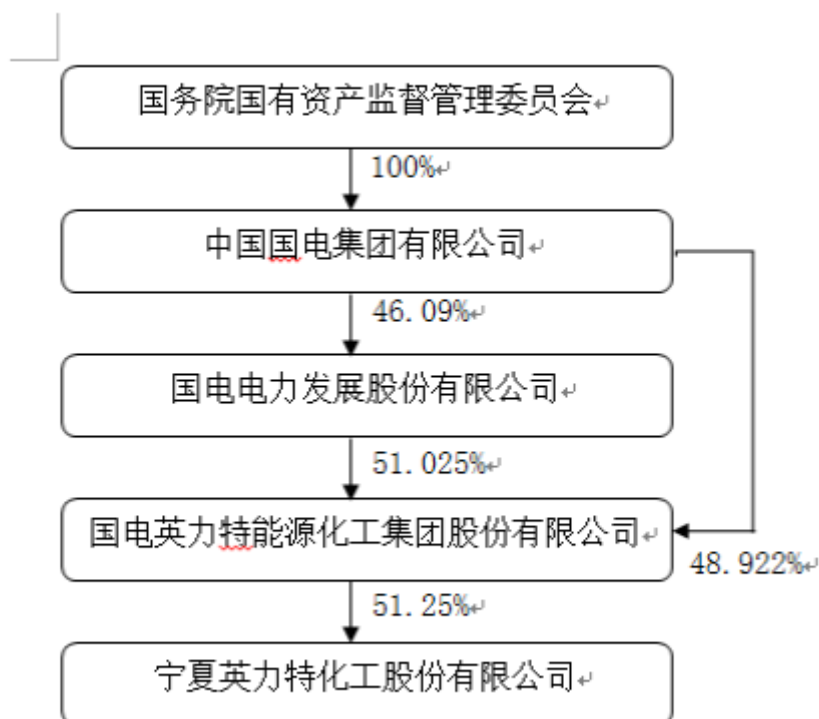 国务院国有资产监督管理委员会
100%
中国国电集团有限公司
46.09%
国电电力发展股份有限公司
51.025%
国电英力特能源化工集团股份有限公司
48.922%
51.25%
宁夏英力特化工股份有限公司